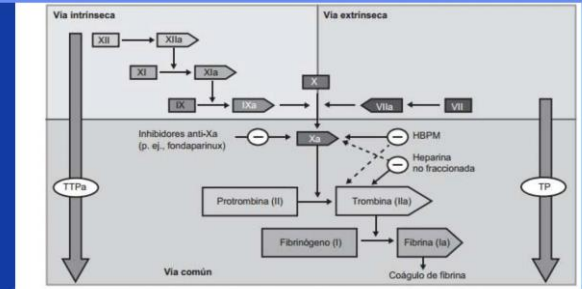 Vía intrínseca
Vía extrínseca
XII
XIIa
XI
XIa
X
IX
IXa
VIIa
VII
Inhibidores anti-Xa
(p. ej., fondaparinux)
Xa
HBPM
Heparina
no fraccionada
TTPa
TP
Protrombina (II)
Trombina (IIa)
Fibrinógeno (I)
Fibrina (Ia)
Vía común
Coágulo de fibrina